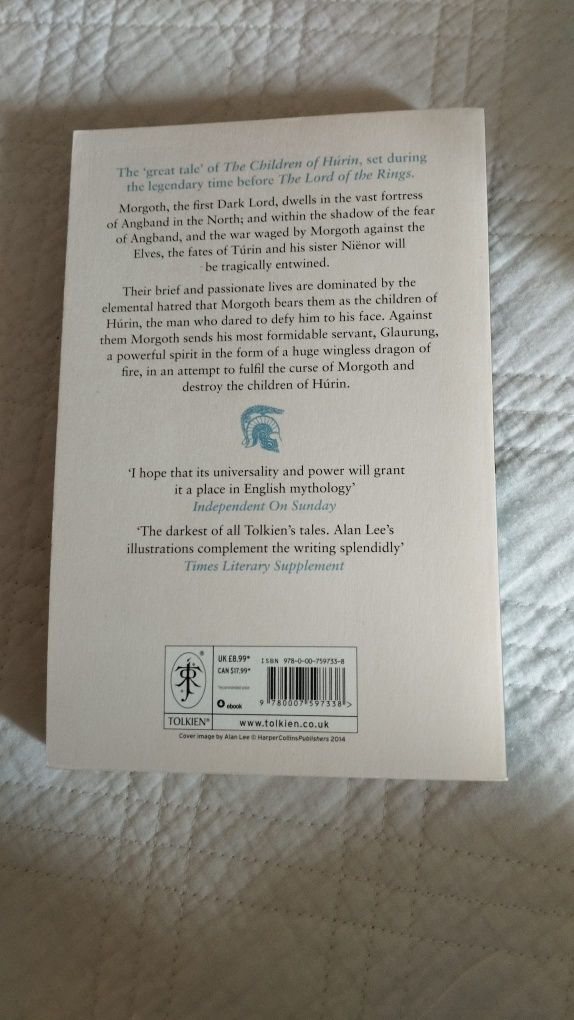 The 'great tale' of The Children of Húrin, set during
the legendary time before The Lord of the Rings.
Morgoth, the first Dark Lord, dwells in the vast fortress
of Angband in the North; and within the shadow of the fear
of Angband, and the war waged by Morgoth against the
Elves, the fates of Túrin and his sister Niënor will
be tragically entwined.
Their brief and passionate lives are dominated by the
elemental hatred that Morgoth bears them as the children of
Húrin, the man who dared to defy him to his face. Against
them Morgoth sends his most formidable servant, Glaurung,
a powerful spirit in the form of a huge wingless dragon of
fire, in an attempt to fulfil the curse of Morgoth and
destroy the children of Húrin.
'I hope that its universality and power will grant
it a place in English mythology'
Independent On Sunday
'The darkest of all Tolkien's tales. Alan Lee's
illustrations complement the writing splendidly'
Times Literary Supplement
®
TOLKIEN®
UK £8.99*
CAN $17.99*
*recommended price
ebook
ISBN 978-0-00-759733-8
9 780007 597338 >
www.tolkien.co.uk
Cover image by Alan Lee © HarperCollinsPublishers 2014